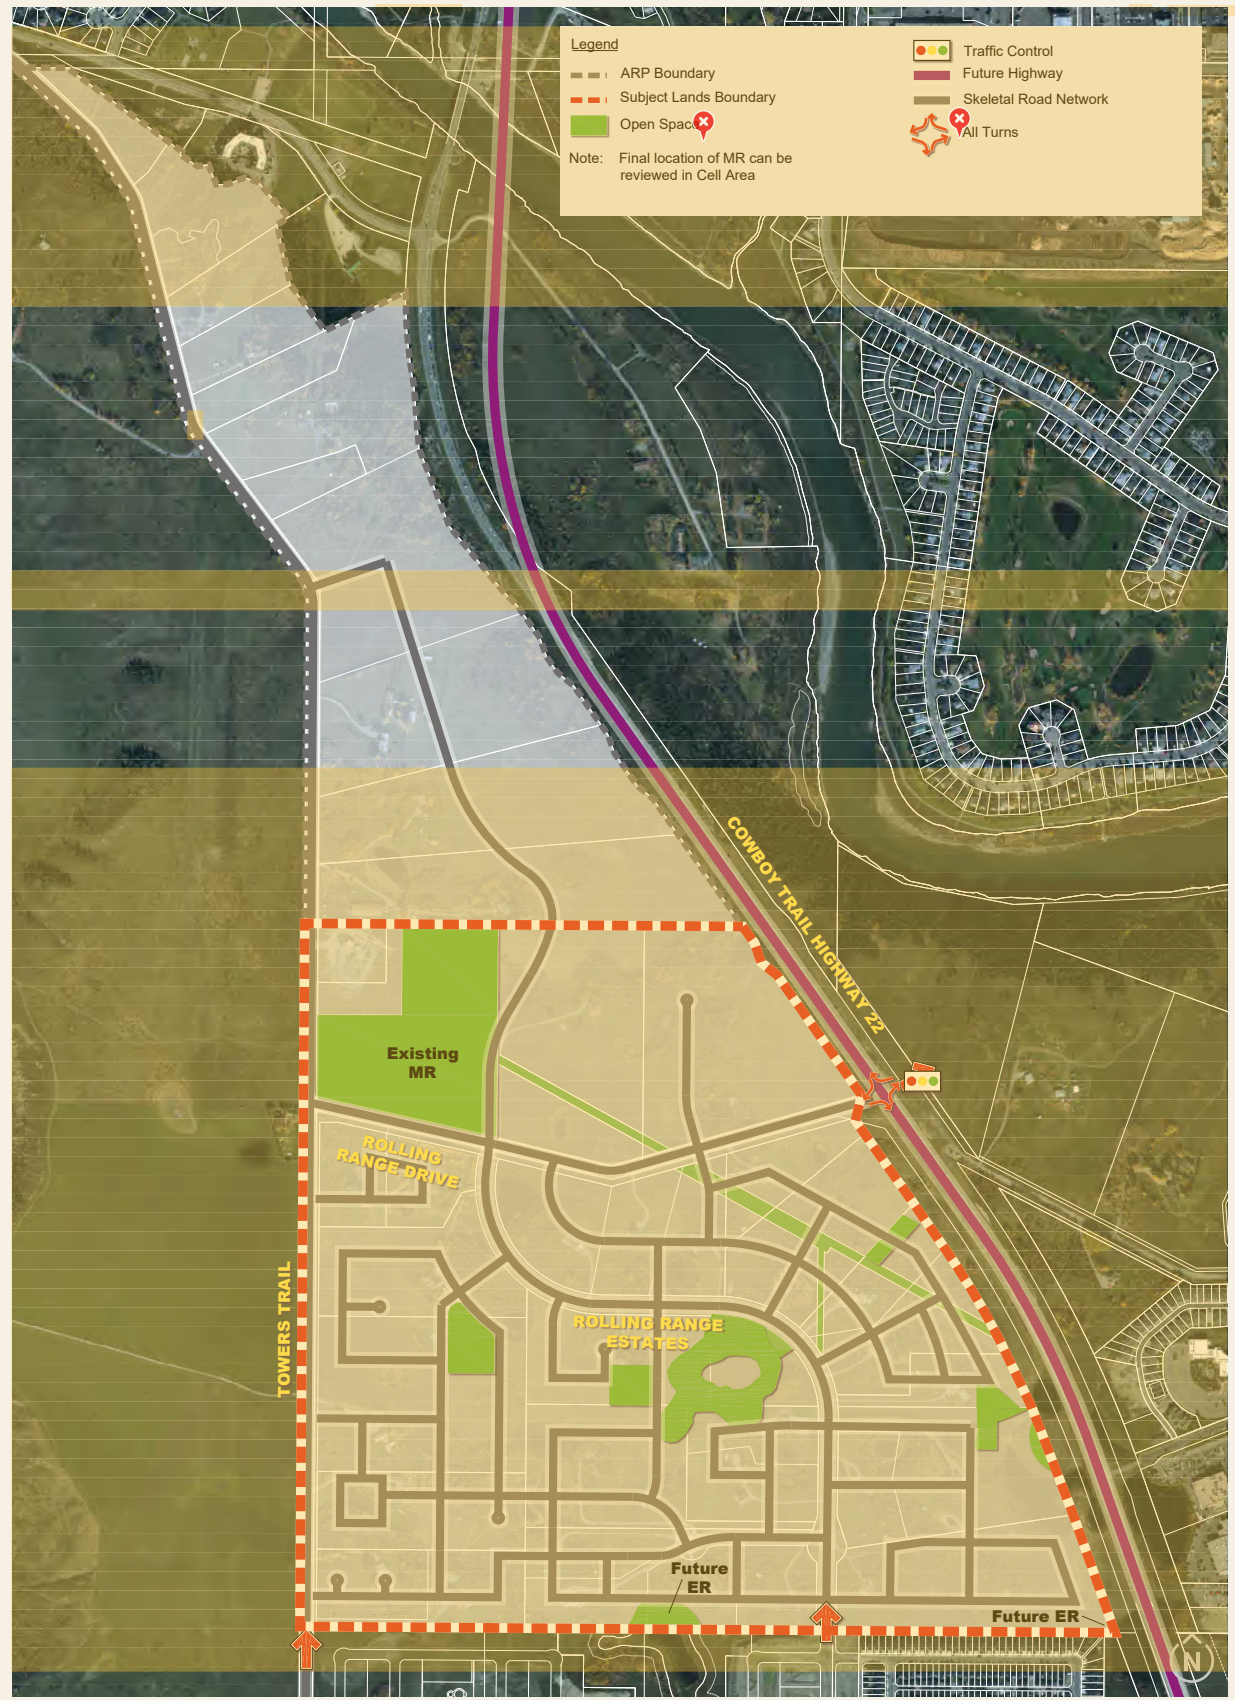 Legend
ARP Boundary
Subject Lands Boundary
Open Space
Note: Final location of MR can be
reviewed in Cell Area
Traffic Control
Future Highway
Skeletal Road Network
All Turns
COWBOY TRAIL HIGHWAY 22
Existing
MR
ROLLING
RANGE DRIVE
TOWERS TRAIL
ROLLING RANGE
ESTATES
Future
ER
Future ER
N